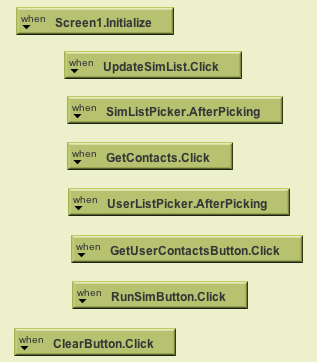 when Screen1.Initialize
when UpdateSimList.Click
when SimListPicker.AfterPicking
when GetContacts.Click
when UserListPicker.AfterPicking
when GetUserContactsButton.Click
when RunSimButton.Click
when ClearButton.Click